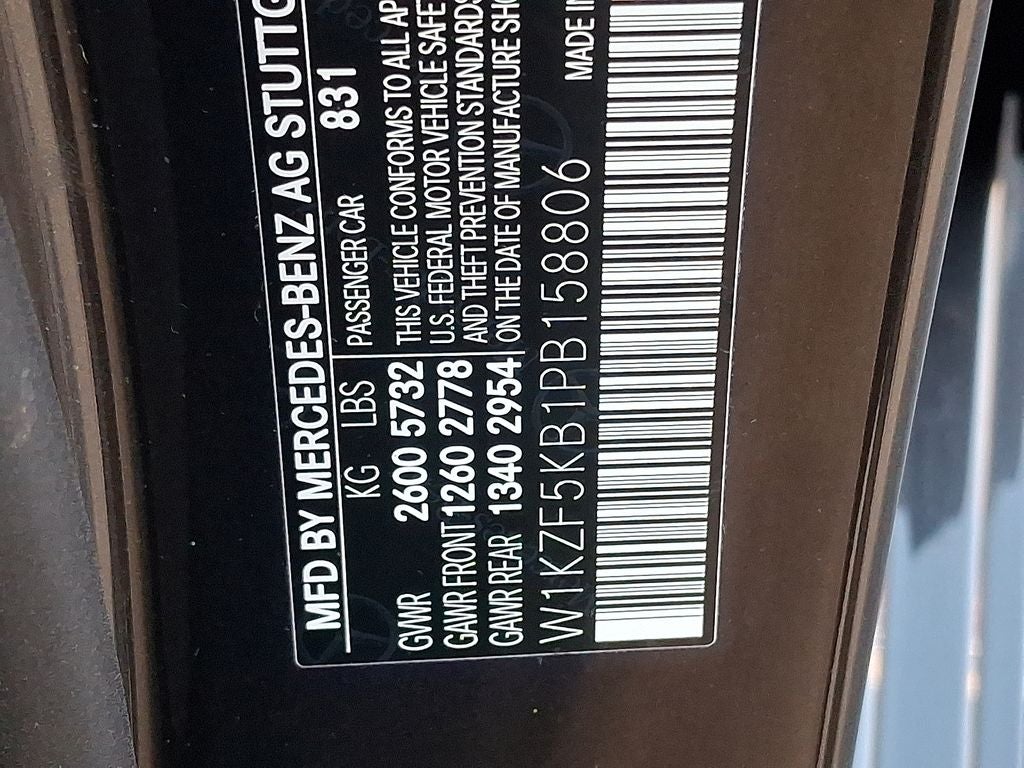 MFD BY MERCEDES-BENZ AG STUTTG
KG LBS PASSENGER CAR 831
GWR 2600 5732 THIS VEHICLE CONFORMS TO ALL AP
GAWR FRONT 1260 2778 U.S. FEDERAL MOTOR VEHICLE SAFE
AND THEFT PREVENTION STANDARDS
GAWR REAR 1340 2954 ON THE DATE OF MANUFACTURE SHO
W1KZF5KB1PB158806 MADE IN